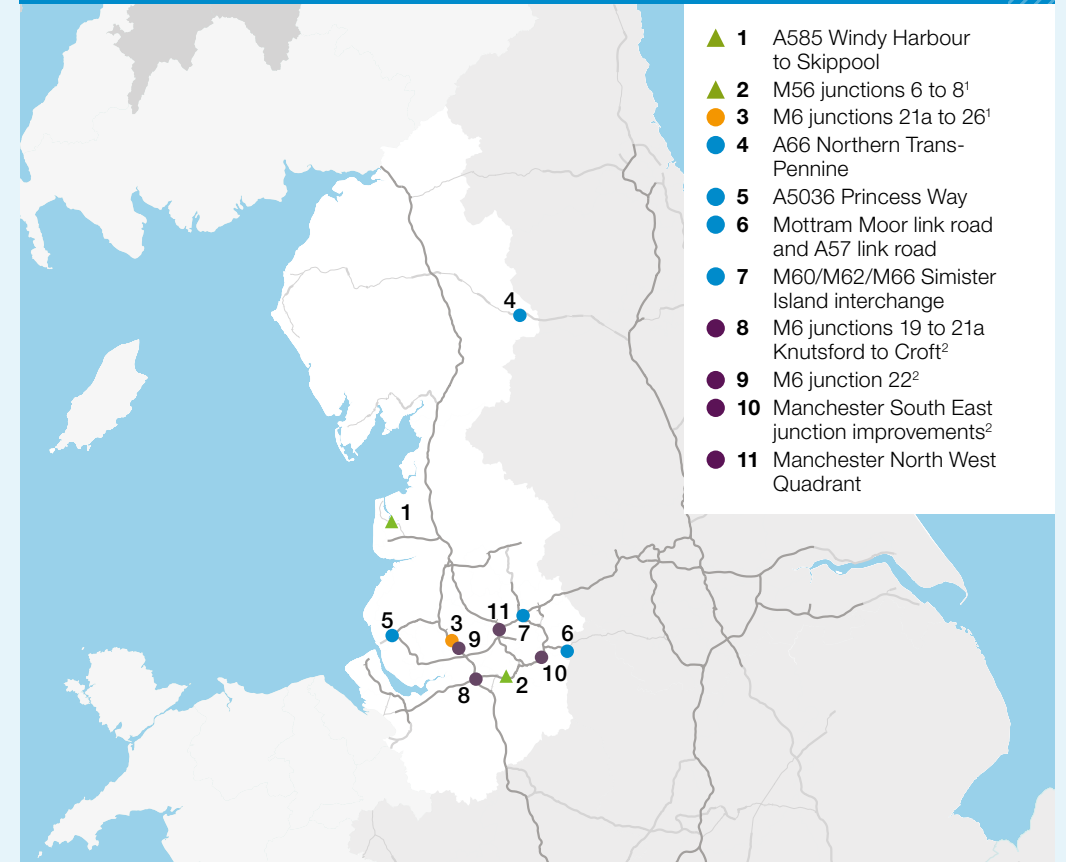 1 A585 Windy Harbour
to Skippool
2 M56 junctions 6 to 8¹
3 M6 junctions 21a to 26¹
4 A66 Northern Trans-
Pennine
5 A5036 Princess Way
6 Mottram Moor link road
and A57 link road
7 M60/M62/M66 Simister
Island interchange
8 M6 junctions 19 to 21a
Knutsford to Croft²
9 M6 junction 22²
10 Manchester South East
junction improvements²
11 Manchester North West
Quadrant
4
1
5
3
9
11
7
6
10
2
8